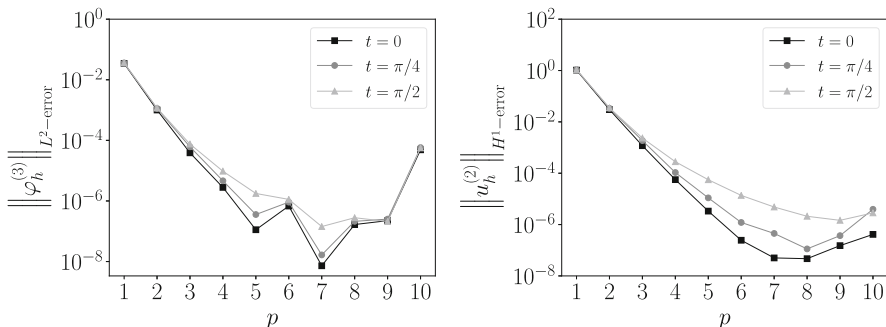 10^0
10^{-2}
10^{-4}
10^{-6}
10^{-8}
||φ_h^{(3)}||_{L^2−error}
t = 0
t = π/4
t = π/2
1 2 3 4 5 6 7 8 9 10
p
10^2
10^0
10^{-2}
10^{-4}
10^{-6}
10^{-8}
||u_h^{(2)}||_{H^1−error}
t = 0
t = π/4
t = π/2
1 2 3 4 5 6 7 8 9 10
p